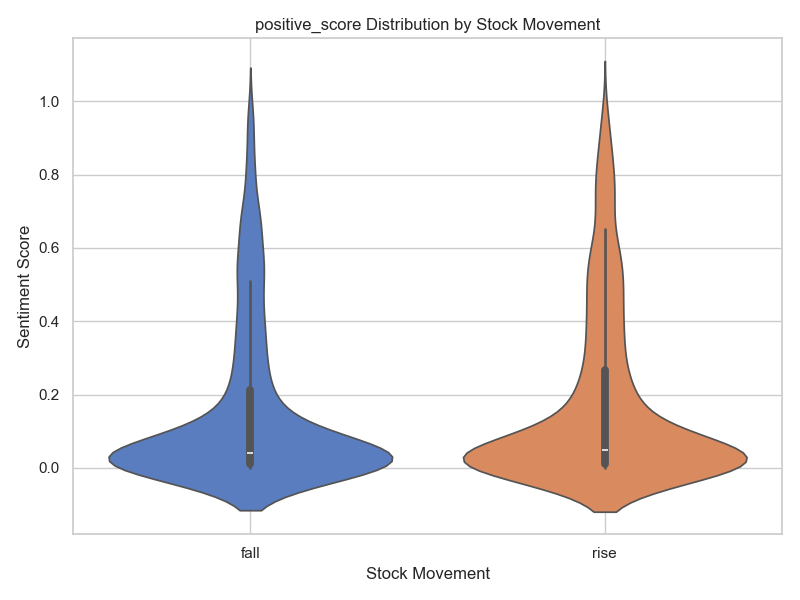 positive_score Distribution by Stock Movement
Sentiment Score
1.0
0.8
0.6
0.4
0.2
0.0
fall
rise
Stock Movement